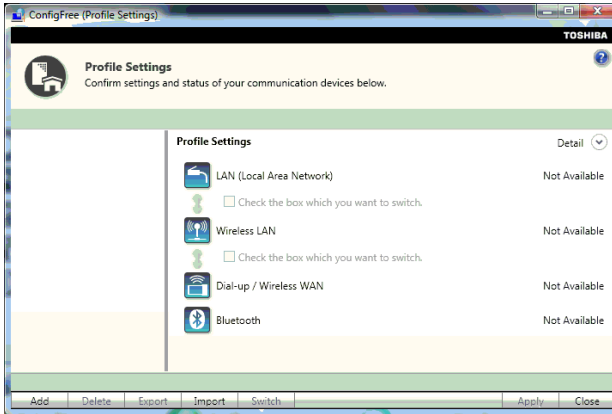 ConfigFree (Profile Settings)
TOSHIBA
Profile Settings
Confirm settings and status of your communication devices below.
Profile Settings
Detail
LAN (Local Area Network) Not Available
Check the box which you want to switch.
Wireless LAN Not Available
Check the box which you want to switch.
Dial-up / Wireless WAN Not Available
Bluetooth Not Available
Add Delete Export Import Switch Apply Close